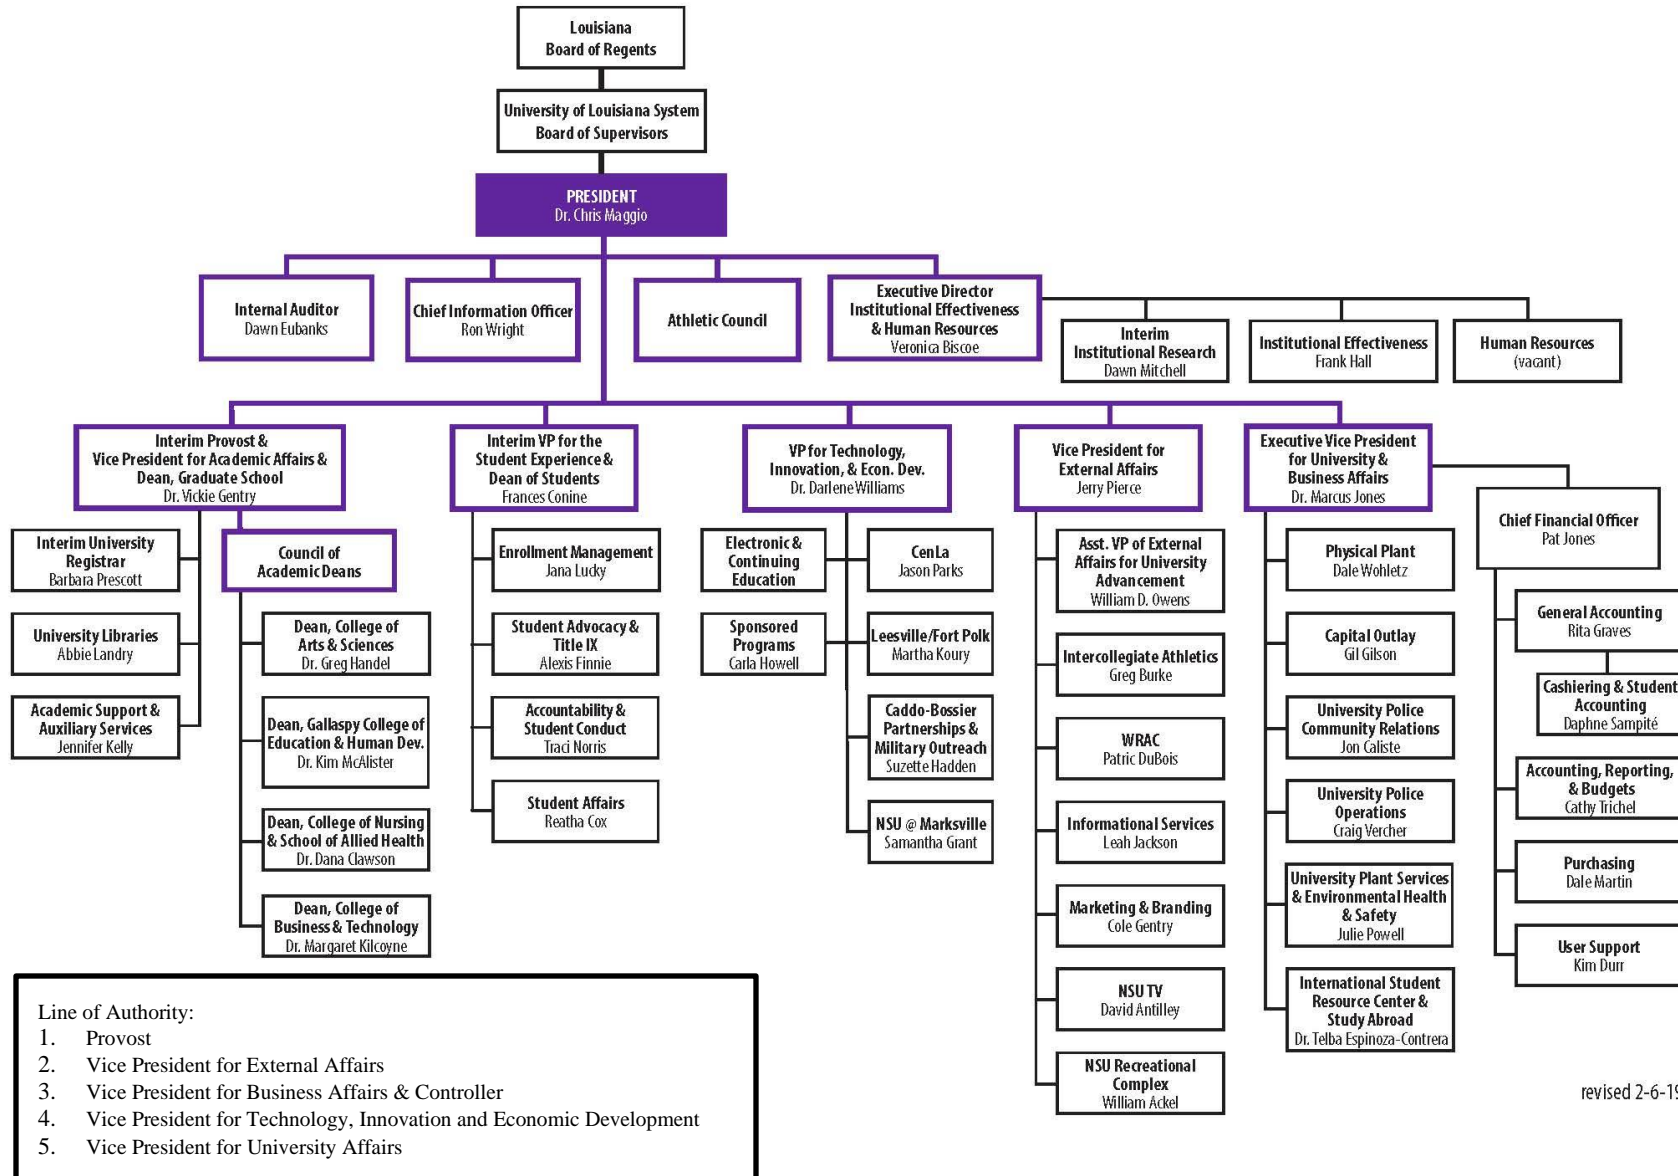 Louisiana
Board of Regents
University of Louisiana System
Board of Supervisors
PRESIDENT
Dr. Chris Maggio
Internal Auditor
Dawn Eubanks
Chief Information Officer
Ron Wright
Athletic Council
Executive Director
Institutional Effectiveness
& Human Resources
Veronica Biscoe
Interim
Institutional Research
Dawn Mitchell
Institutional Effectiveness
Frank Hall
Human Resources
(vacant)
Interim Provost &
Vice President for Academic Affairs &
Dean, Graduate School
Dr. Vickie Gentry
Interim University
Registrar
Barbara Prescott
University Libraries
Abbie Landry
Academic Support &
Auxiliary Services
Jennifer Kelly
Council of
Academic Deans
Dean, College of
Arts & Sciences
Dr. Greg Handel
Dean, Gallaspy College of
Education & Human Dev.
Dr. Kim McAlister
Dean, College of Nursing
& School of Allied Health
Dr. Dana Clawson
Dean, College of
Business & Technology
Dr. Margaret Kilcoyne
Interim VP for the
Student Experience &
Dean of Students
Frances Conine
Enrollment Management
Jana Lucky
Student Advocacy &
Title IX
Alexis Finnie
Accountability &
Student Conduct
Traci Norris
Student Affairs
Reatha Cox
VP for Technology,
Innovation, & Econ. Dev.
Dr. Darlene Williams
Electronic &
Continuing
Education
Sponsored
Programs
Carla Howell
CenLa
Jason Parks
Leesville/Fort Polk
Martha Koury
Caddo-Bossier
Partnerships &
Military Outreach
Suzette Hadden
NSU @ Marksville
Samantha Grant
Vice President for
External Affairs
Jerry Pierce
Asst. VP of External
Affairs for University
Advancement
William D. Owens
Intercollegiate Athletics
Greg Burke
WRAC
Patric DuBois
Informational Services
Leah Jackson
Marketing & Branding
Cole Gentry
NSU TV
David Antilley
NSU Recreational
Complex
William Ackel
Executive Vice President
for University &
Business Affairs
Dr. Marcus Jones
Physical Plant
Dale Wohletz
Capital Outlay
Gil Gilson
University Police
Community Relations
Jon Caliste
University Police
Operations
Craig Vercher
University Plant Services
& Environmental Health
& Safety
Julie Powell
International Student
Resource Center &
Study Abroad
Dr. Telba Espinoza-Contrera
Chief Financial Officer
Pat Jones
General Accounting
Rita Graves
Cashiering & Student
Accounting
Daphne Sampité
Accounting, Reporting,
& Budgets
Cathy Trichel
Purchasing
Dale Martin
User Support
Kim Durr
Line of Authority:
1. Provost
2. Vice President for External Affairs
3. Vice President for Business Affairs & Controller
4. Vice President for Technology, Innovation and Economic Development
5. Vice President for University Affairs
revised 2-6-19